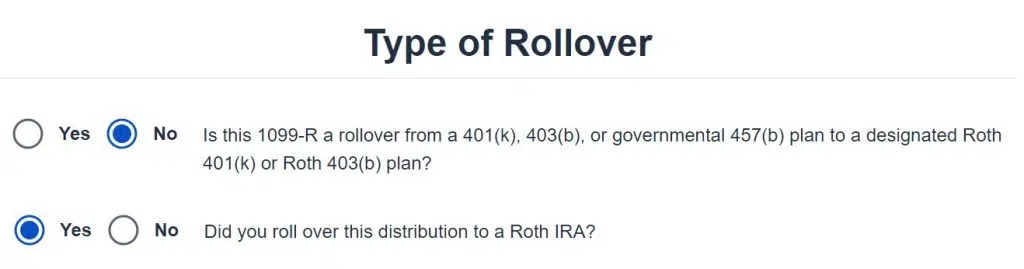 Type of Rollover
Yes No Is this 1099-R a rollover from a 401(k), 403(b), or governmental 457(b) plan to a designated Roth
401(k) or Roth 403(b) plan?
Yes No Did you roll over this distribution to a Roth IRA?